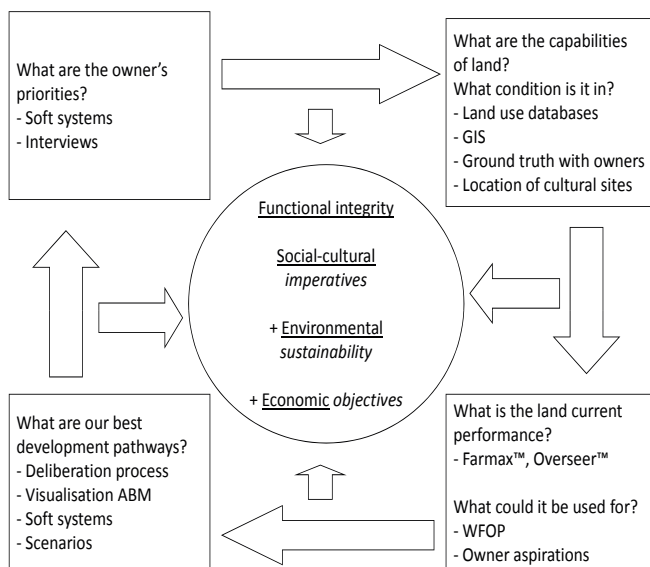 What are the owner's
priorities?
- Soft systems
- Interviews
What are the capabilities
of land?
What condition is it in?
- Land use databases
- GIS
- Ground truth with owners
- Location of cultural sites
Functional integrity
Social-cultural
imperatives
+ Environmental
sustainability
+ Economic objectives
What are our best
development pathways?
- Deliberation process
- Visualisation ABM
- Soft systems
- Scenarios
What is the land current
performance?
- Farmax™, Overseer™
What could it be used for?
- WFOP
- Owner aspirations